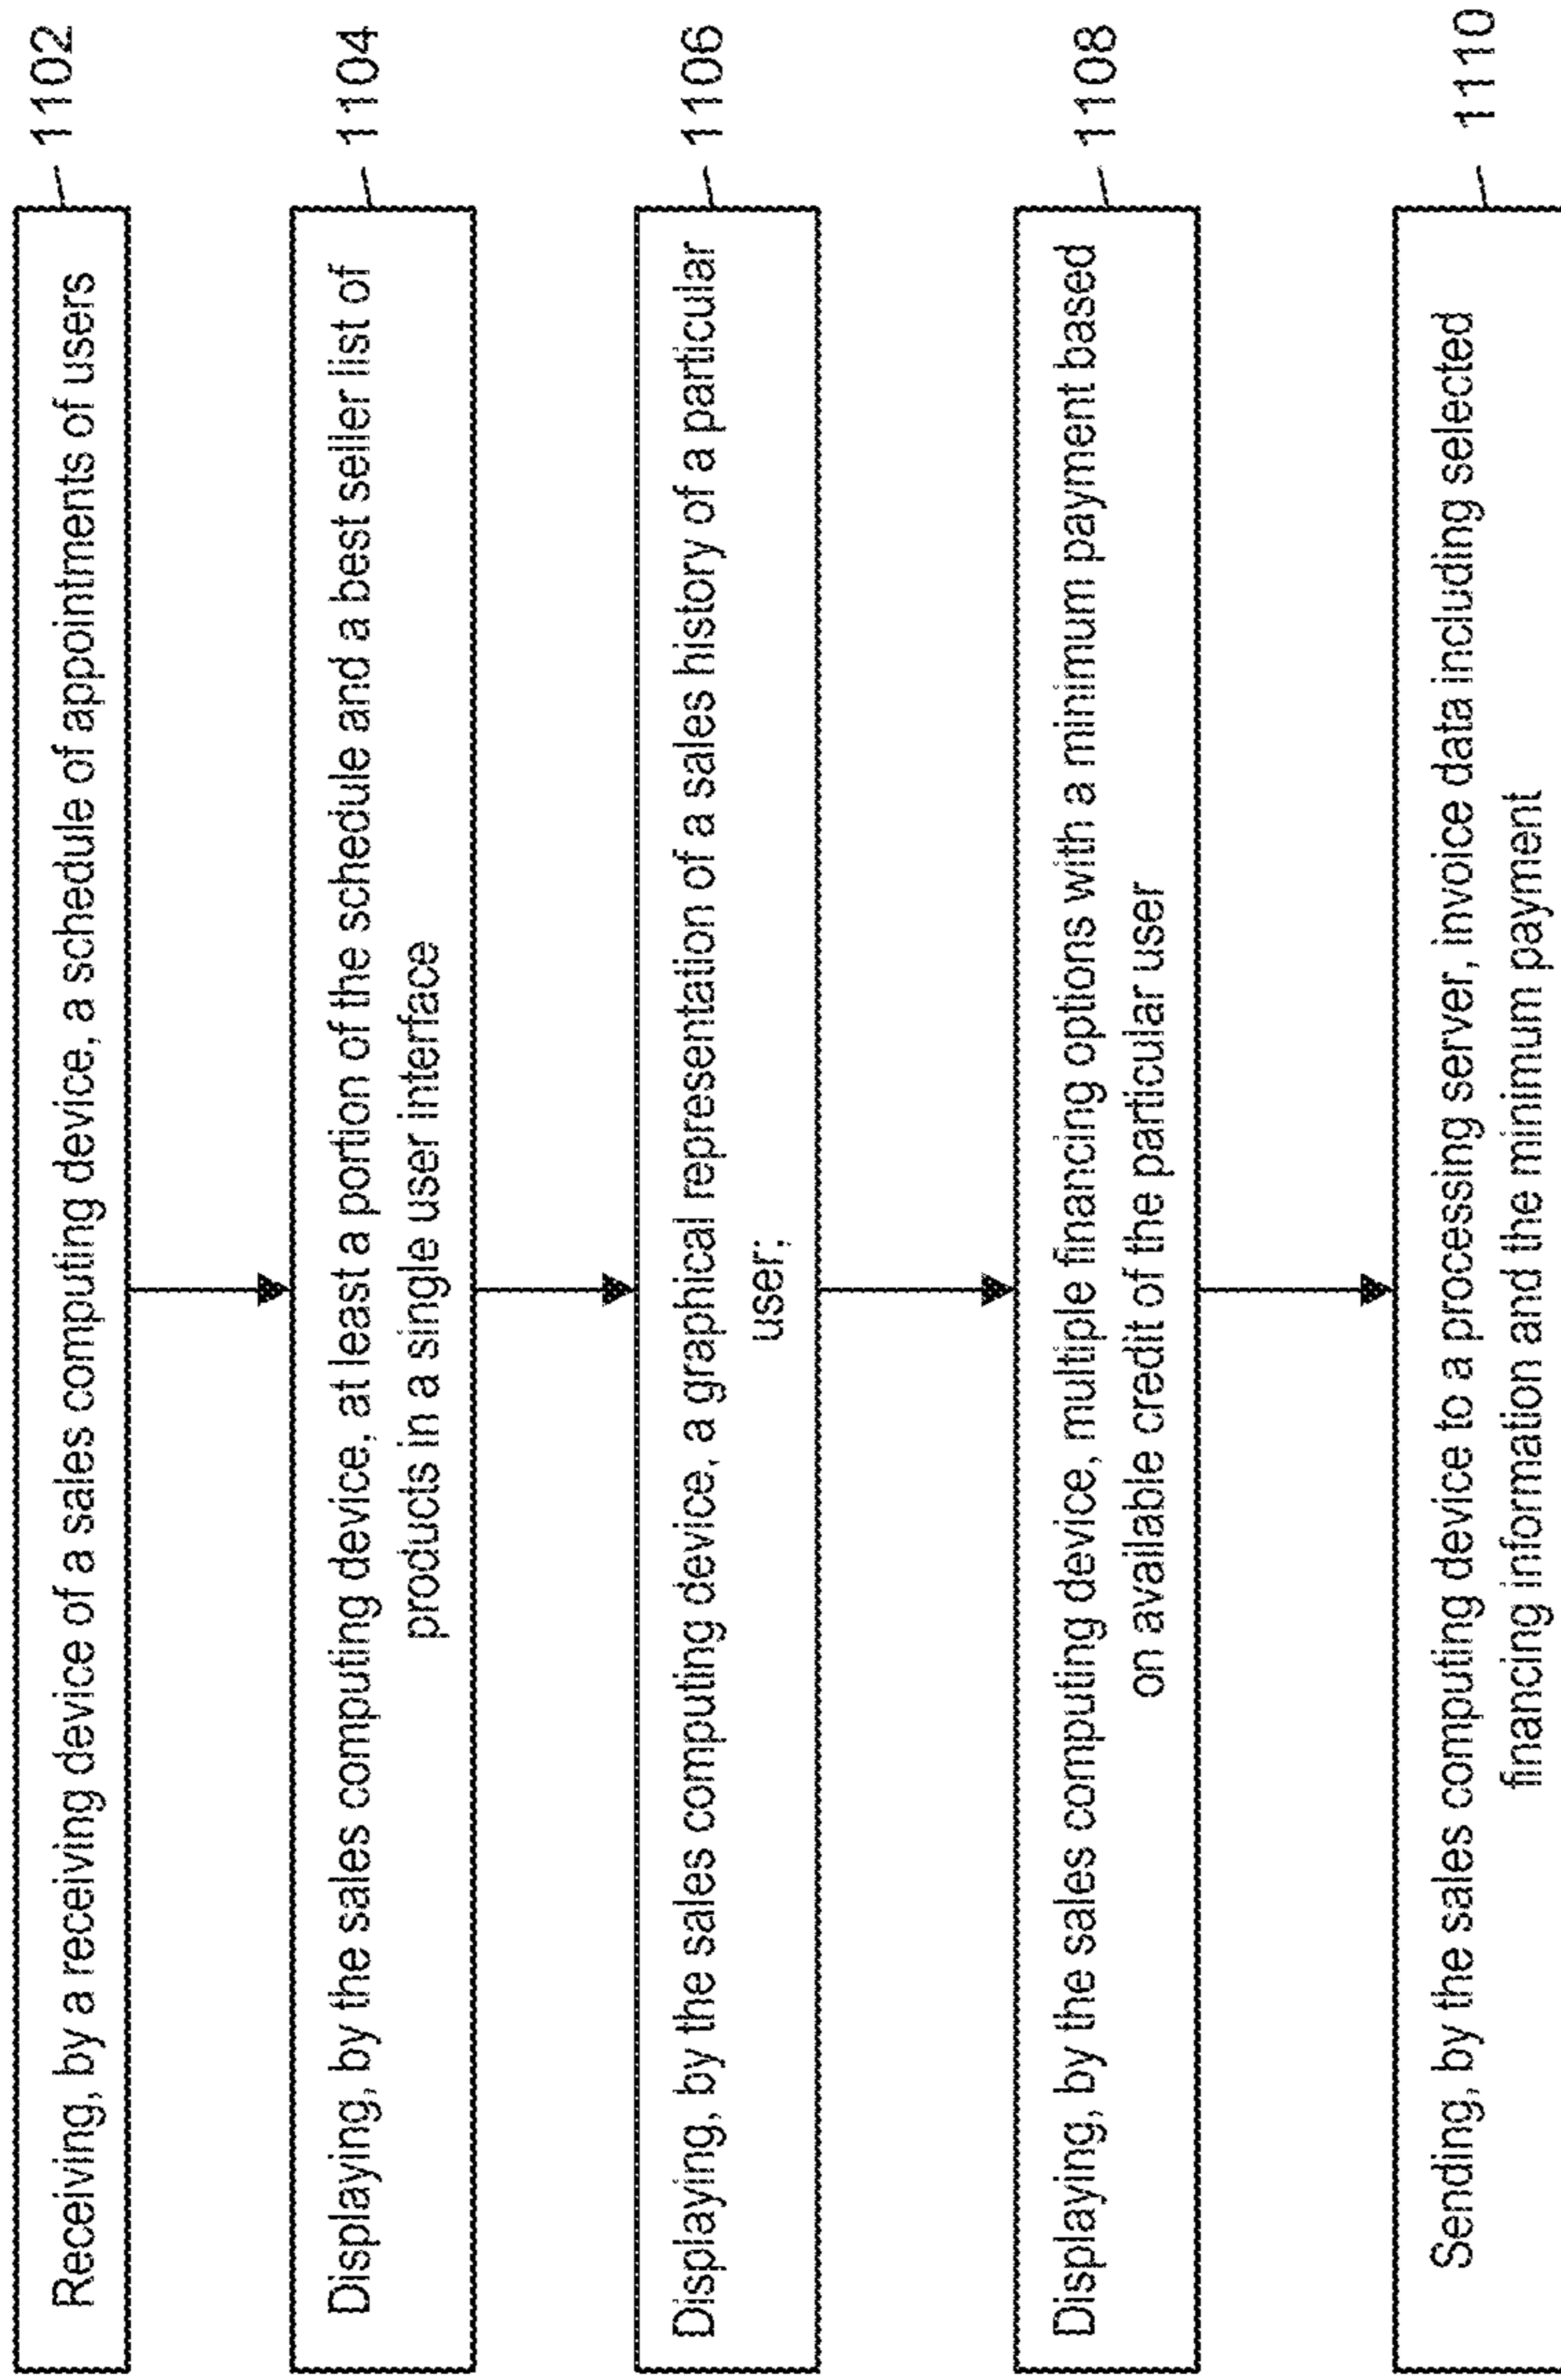 Receiving, by a receiving device of a sales computing device, a schedule of appointments of users
1102
Displaying, by the sales computing device, at least a portion of the schedule and a best seller list of
products in a single user interface
1104
Displaying, by the sales computing device, a graphical representation of a sales history of a particular
user;
1106
Displaying, by the sales computing device, multiple financing options with a minimum payment based
on available credit of the particular user
1108
Sending, by the sales computing device to a processing server, invoice data including selected
financing information and the minimum payment
1110